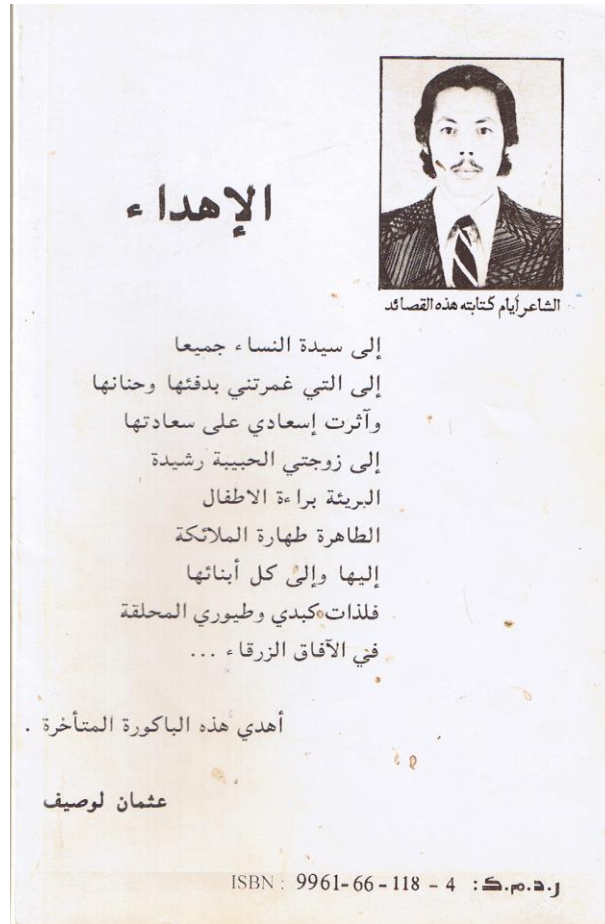 الإهداء
الشاعر أيام كتابته هذه القصائد
إلى سيدة النساء جميعا
إلى التي غمرتني بدفئها وحنانها
وآثرت إسعادي على سعادتها
إلى زوجتي الحبيبة رشيدة
البريئة براءة الاطفال
الطاهرة طهارة الملائكة
إليها وإلى كل أبنائها
فلذات كبدي وطيوري المحلقة
في الآفاق الزرقاء ...
أهدي هذه الباكورة المتأخرة .
عثمان لوصيف
ر.د.م.ك: ISBN : 9961-66-118-4